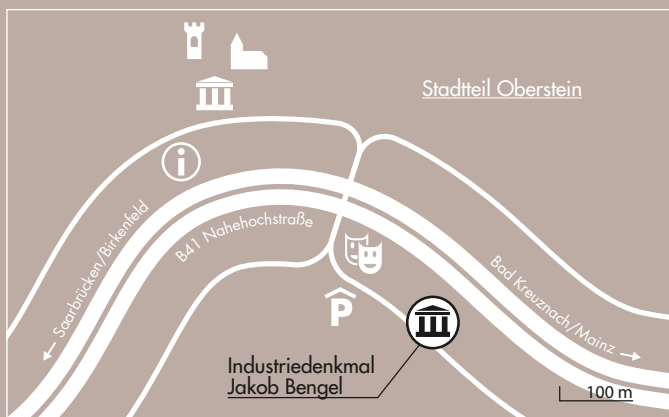 Stadtteil Oberstein
Saarbrücken/Birkenfeld
B41 Nahehochstraße
Bad Kreuznach/Mainz
P
Industriedenkmal
Jakob Bengel
100 m